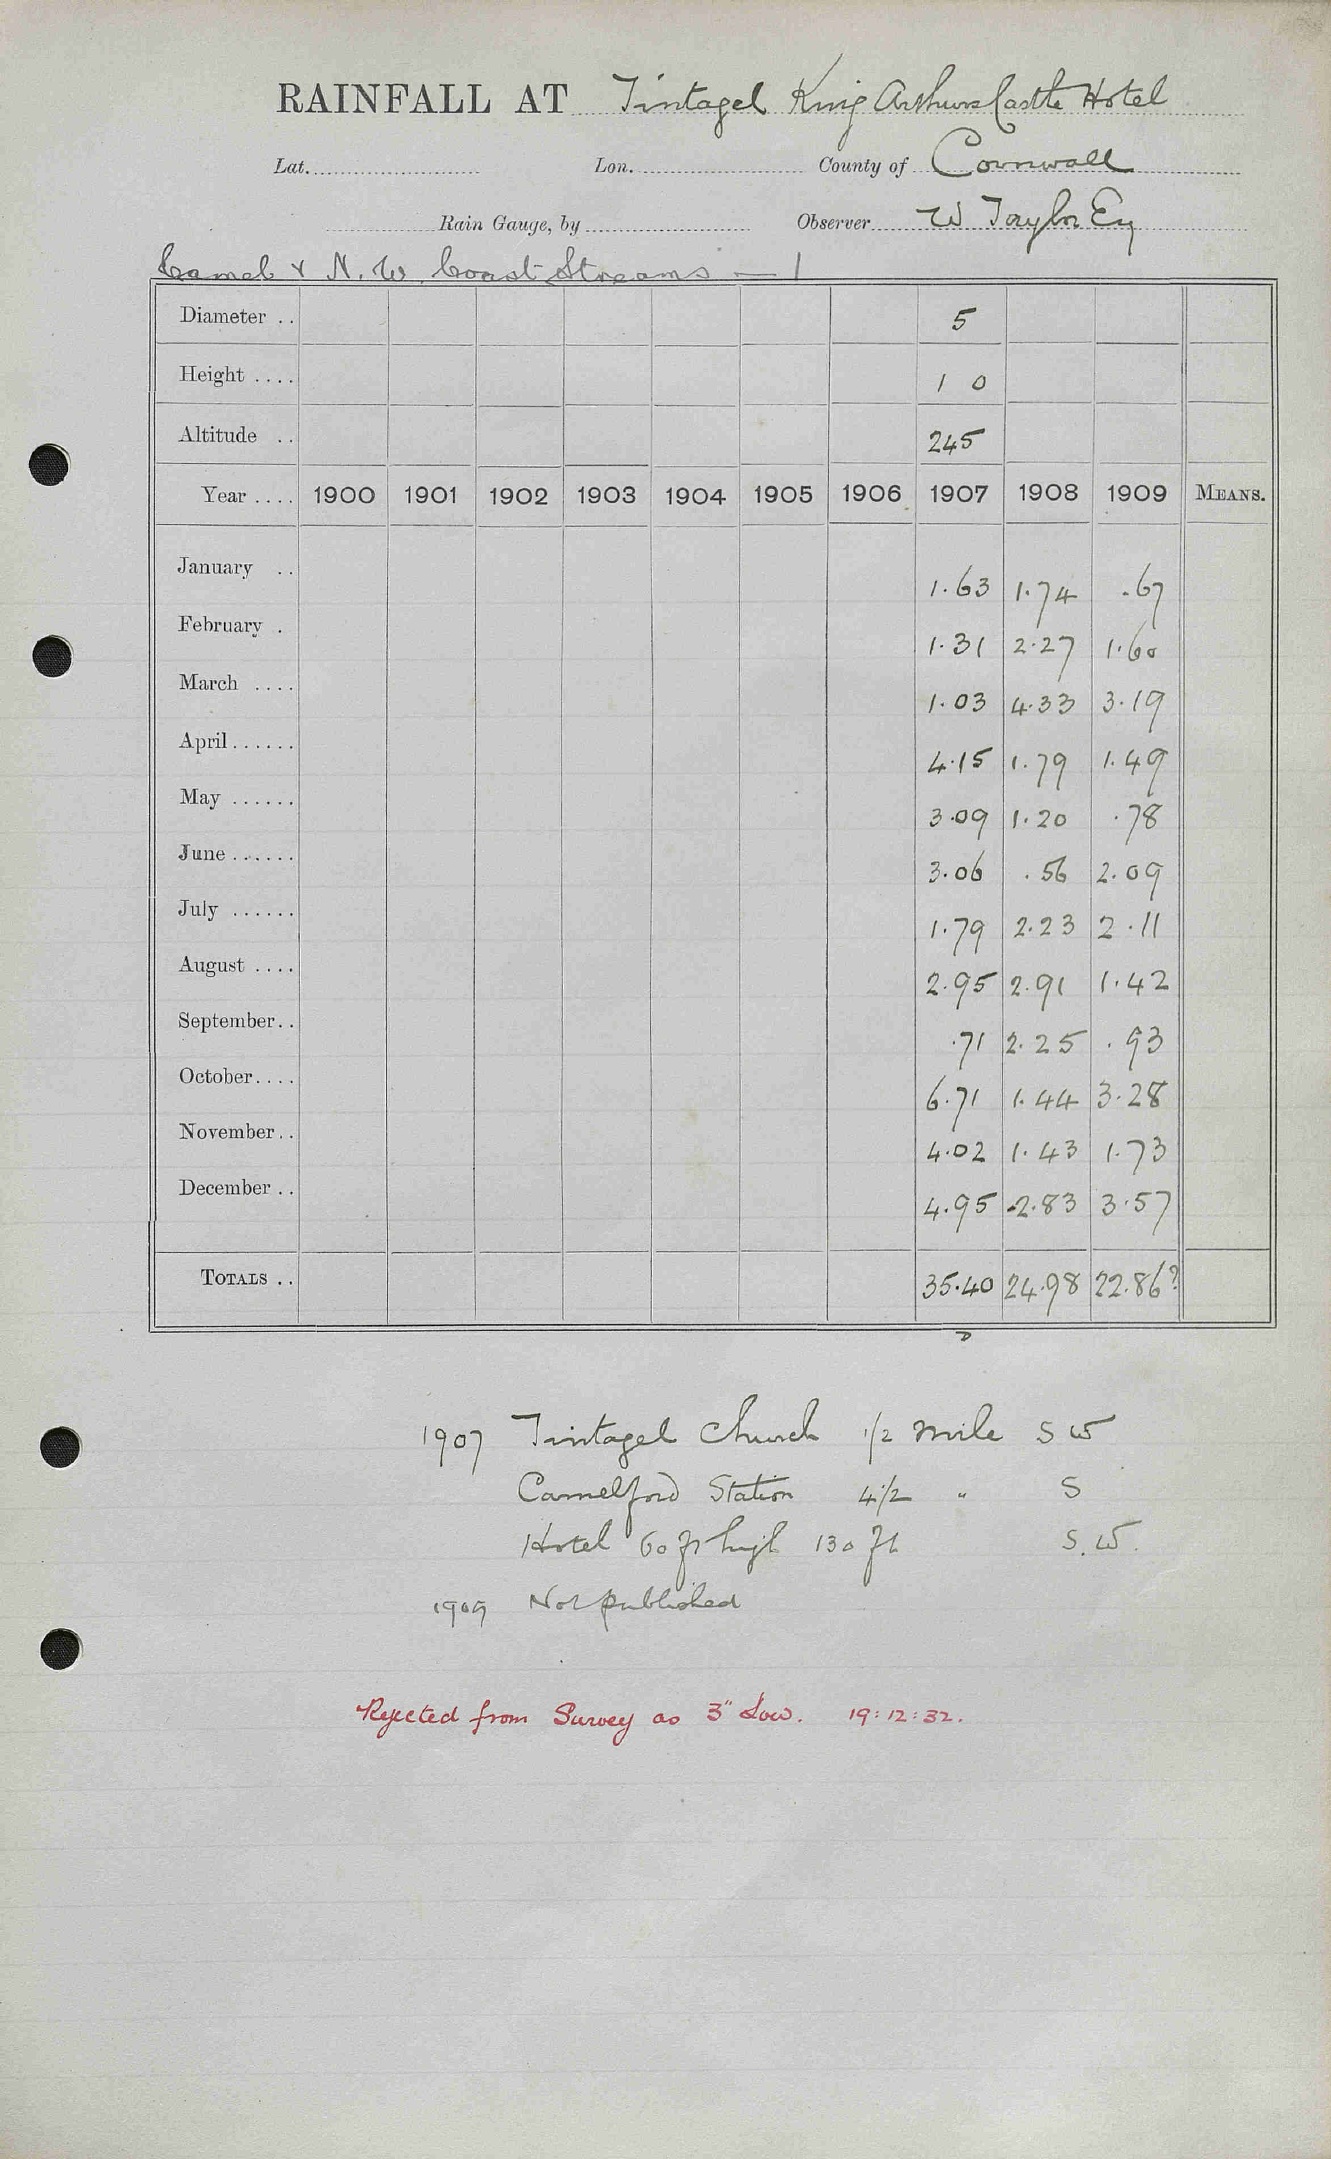 RAINFALL AT Tintagel King Arthurs Castle Hotel
Lat. Lon. County of Cornwall
Rain Gauge, by Observer W Taylor Esq
Camel & N.W. Coast Streams — 1
Diameter .. 5
Height .... 1 0
Altitude .. 245
Year .... 1900 1901 1902 1903 1904 1905 1906 1907 1908 1909 MEANS.
January .. 1.63 1.74 .67
February . 1.31 2.27 1.60
March .... 1.03 4.33 3.19
April ...... 4.15 1.79 1.49
May ...... 3.09 1.20 .78
June ...... 3.06 .56 2.09
July ...... 1.79 2.23 2.11
August .... 2.95 2.91 1.42
September .. .71 2.25 .93
October .... 6.71 1.44 3.28
November .. 4.02 1.43 1.73
December .. 4.95 2.83 3.57
TOTALS .. 35.40 24.98 22.86?
1907 Tintagel Church 1/2 mile S W
Camelford Station 4 1/2 " S
Hotel 60 ft high 130 ft S.W.
1909 Not published
Rejected from Survey as 3" Low. 19:12:32.